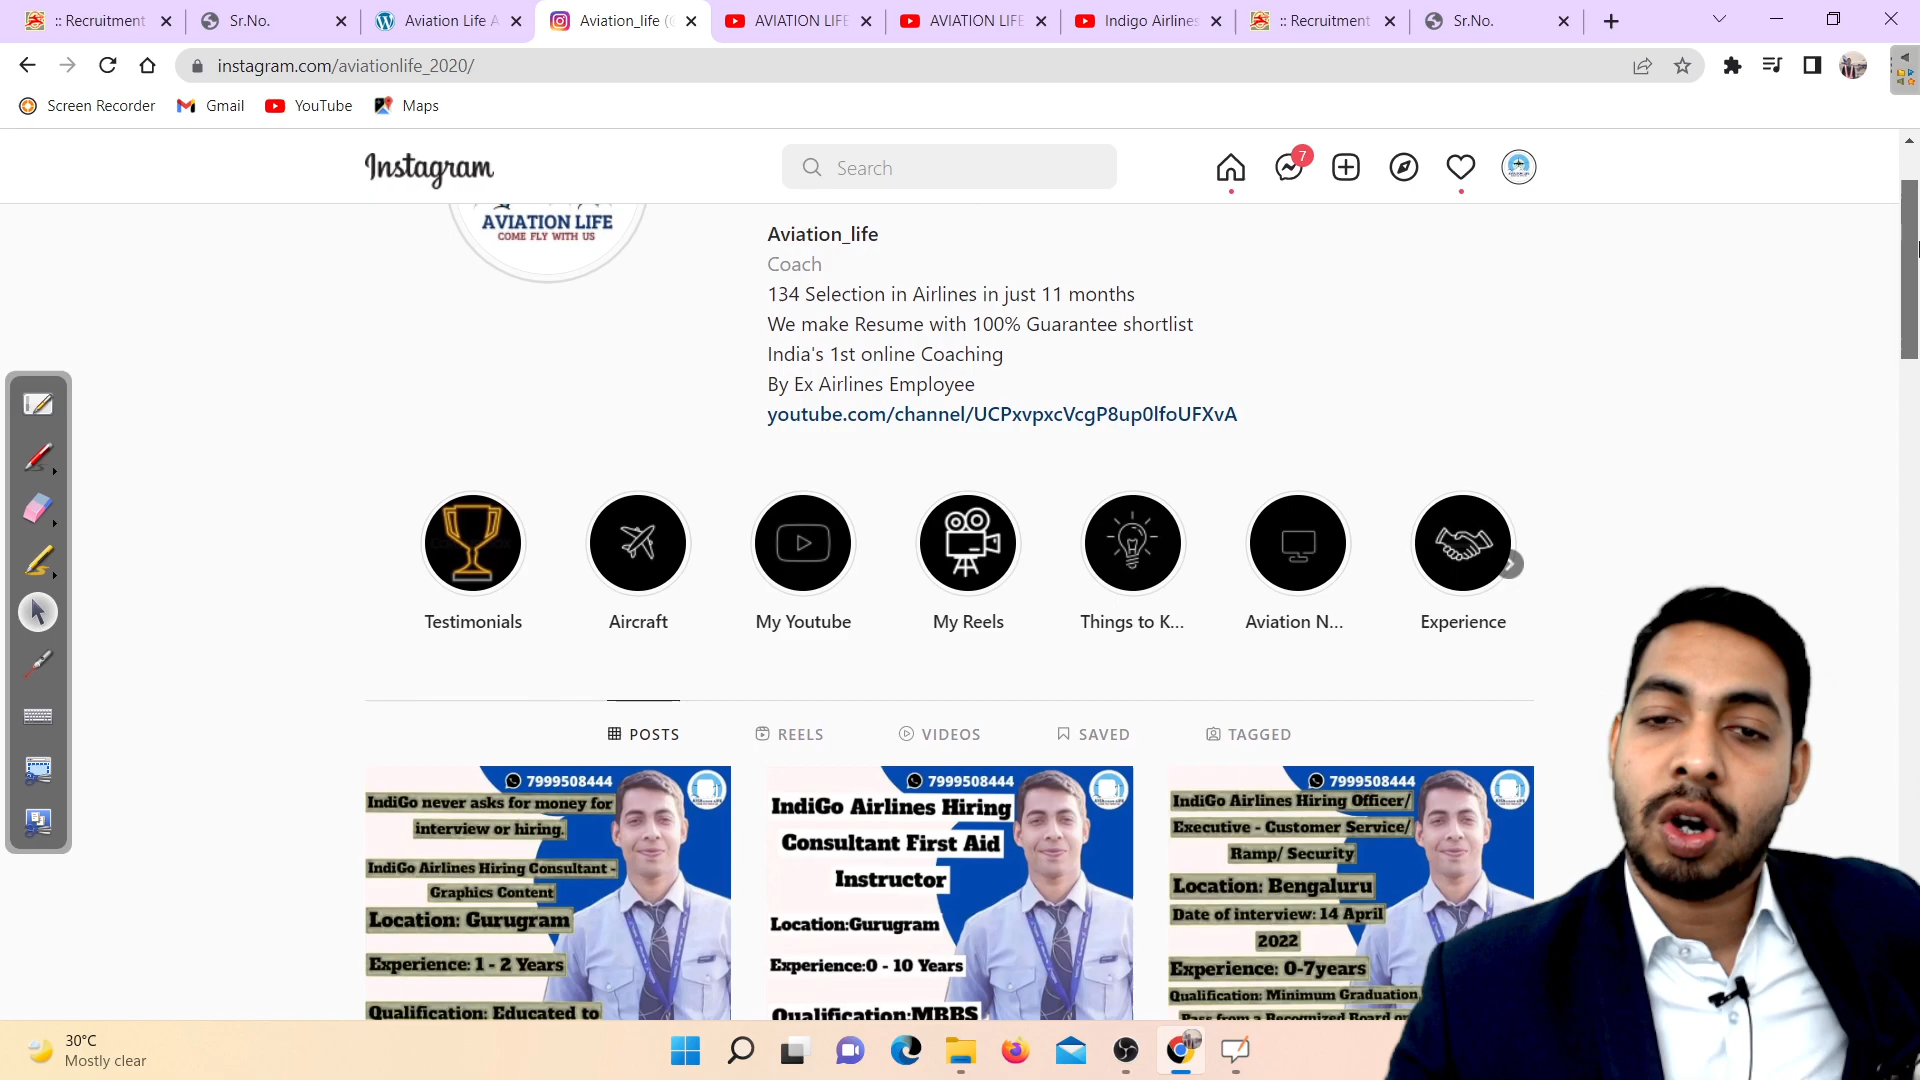 :: Recruitment
Sr.No.
Aviation Life A
Aviation_life (
AVIATION LIFE
AVIATION LIFE
Indigo Airlines
:: Recruitment
Sr.No.
instagram.com/aviationlife_2020/
Screen Recorder
Gmail
YouTube
Maps
Instagram
Search
7
AVIATION LIFE
COME FLY WITH US
Aviation_life
Coach
134 Selection in Airlines in just 11 months
We make Resume with 100% Guarantee shortlist
India's 1st online Coaching
By Ex Airlines Employee
youtube.com/channel/UCPxvpxcVcgP8up0lfoUFXvA
Testimonials
Aircraft
My Youtube
My Reels
Things to K...
Aviation N...
Experience
POSTS
REELS
VIDEOS
SAVED
TAGGED
7999508444
IndiGo never asks for money for
interview or hiring.
IndiGo Airlines Hiring Consultant -
Graphics Content
Location: Gurugram
Experience: 1 - 2 Years
Qualification: Educated to
7999508444
IndiGo Airlines Hiring
Consultant First Aid
Instructor
Location:Gurugram
Experience:0 - 10 Years
Qualification:MBBS
7999508444
IndiGo Airlines Hiring Officer/
Executive - Customer Service/
Ramp/ Security
Location: Bengaluru
Date of interview: 14 April
2022
Experience: 0-7years
Qualification: Minimum Graduation,
Pass from a Recognized Board or
30°C
Mostly clear